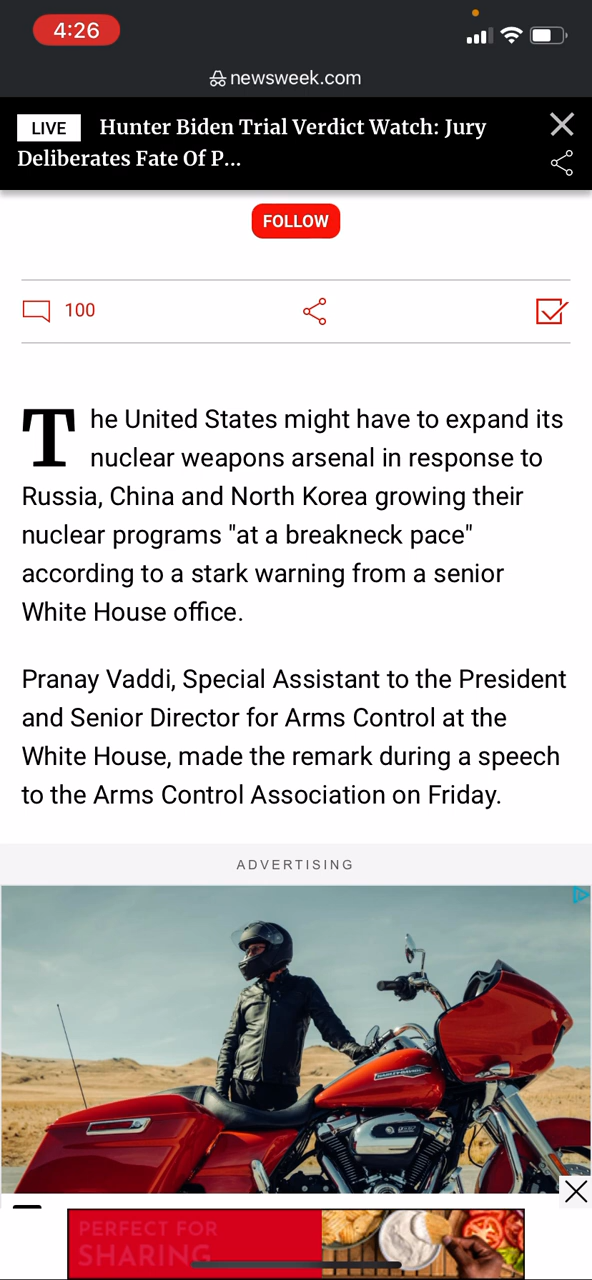 4:26
newsweek.com
LIVE Hunter Biden Trial Verdict Watch: Jury
Deliberates Fate Of P...
FOLLOW
100
The United States might have to expand its
nuclear weapons arsenal in response to
Russia, China and North Korea growing their
nuclear programs "at a breakneck pace"
according to a stark warning from a senior
White House office.
Pranay Vaddi, Special Assistant to the President
and Senior Director for Arms Control at the
White House, made the remark during a speech
to the Arms Control Association on Friday.
ADVERTISING
HARLEY-DAVIDSON
PERFECT FOR
SHARING